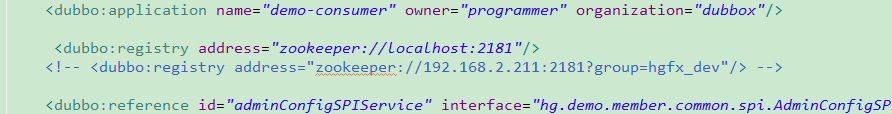 <dubbo:application name="demo-consumer" owner="programmer" organization="dubbox"/>
<dubbo:registry address="zookeeper://localhost:2181"/>
<!-- <dubbo:registry address="zookeeper://192.168.2.211:2181?group=hgfx_dev"/> -->
<dubbo:reference id="adminConfigSPIService" interface="hg.demo.member.common.spi.AdminConfigSP